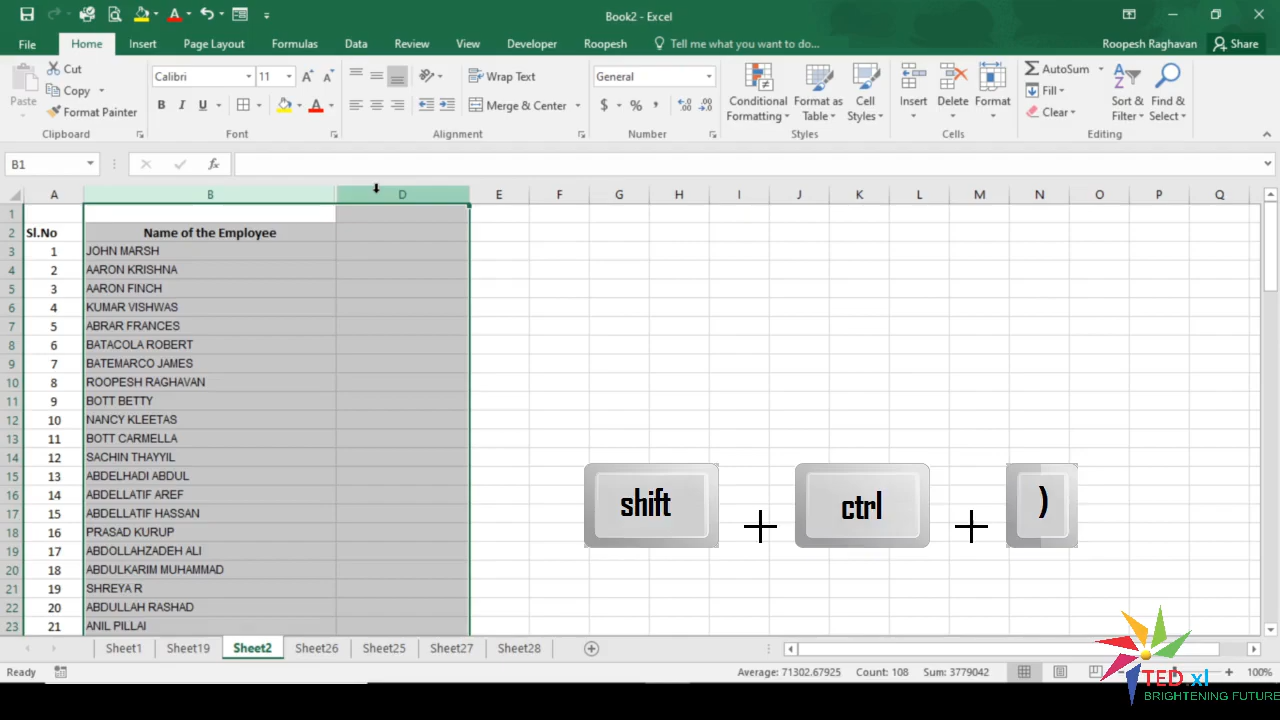 Book2 - Excel
File Home Insert Page Layout Formulas Data Review View Developer Roopesh Tell me what you want to do... Roopesh Raghavan Share
Paste Cut Copy Format Painter Clipboard
Calibri 11 B I U Font
Wrap Text Merge & Center Alignment
General $ % , Number
Conditional Formatting Format as Table Cell Styles Styles
Insert Delete Format Cells
AutoSum Fill Clear Sort & Filter Find & Select Editing
B1 fx
A B D E F G H I J K L M N O P Q
1
2 Sl.No Name of the Employee
3 1 JOHN MARSH
4 2 AARON KRISHNA
5 3 AARON FINCH
6 4 KUMAR VISHWAS
7 5 ABRAR FRANCES
8 6 BATACOLA ROBERT
9 7 BATEMARCO JAMES
10 8 ROOPESH RAGHAVAN
11 9 BOTT BETTY
12 10 NANCY KLEETAS
13 11 BOTT CARMELLA
14 12 SACHIN THAYYIL
15 13 ABDELHADI ABDUL
16 14 ABDELLATIF AREF
17 15 ABDELLATIF HASSAN
18 16 PRASAD KURUP
19 17 ABDOLLAHZADEH ALI
20 18 ABDULKARIM MUHAMMAD
21 19 SHREYA R
22 20 ABDULLAH RASHAD
23 21 ANIL PILLAI
shift + ctrl + )
Sheet1 Sheet19 Sheet2 Sheet26 Sheet25 Sheet27 Sheet28
Ready Average: 71302.67925 Count: 108 Sum: 3779042 100%
TED.xl
BRIGHTENING FUTURE